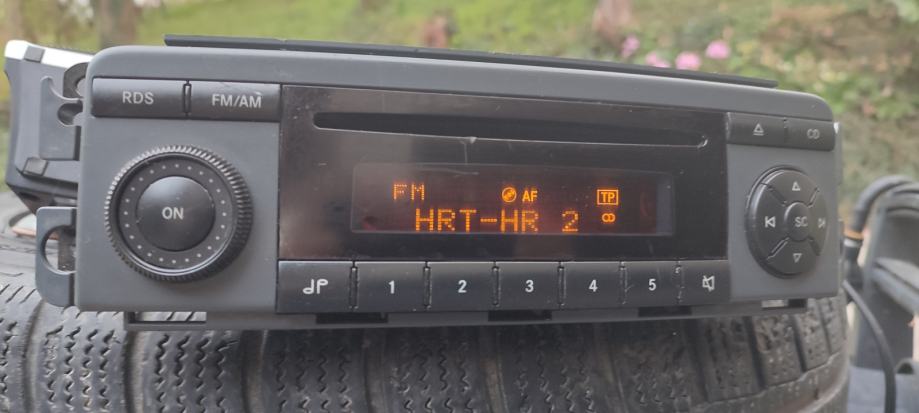 RDS FM/AM
CD
FM AF TP
HRT-HR 2
ON
SC
1 2 3 4 5